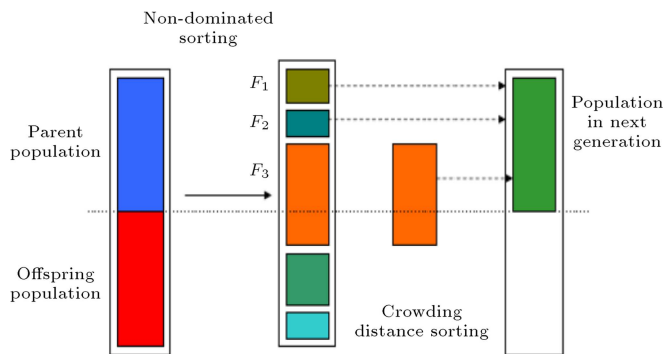 Non-dominated
sorting
Parent
population
Offspring
population
F1
F2
F3
Crowding
distance sorting
Population
in next
generation